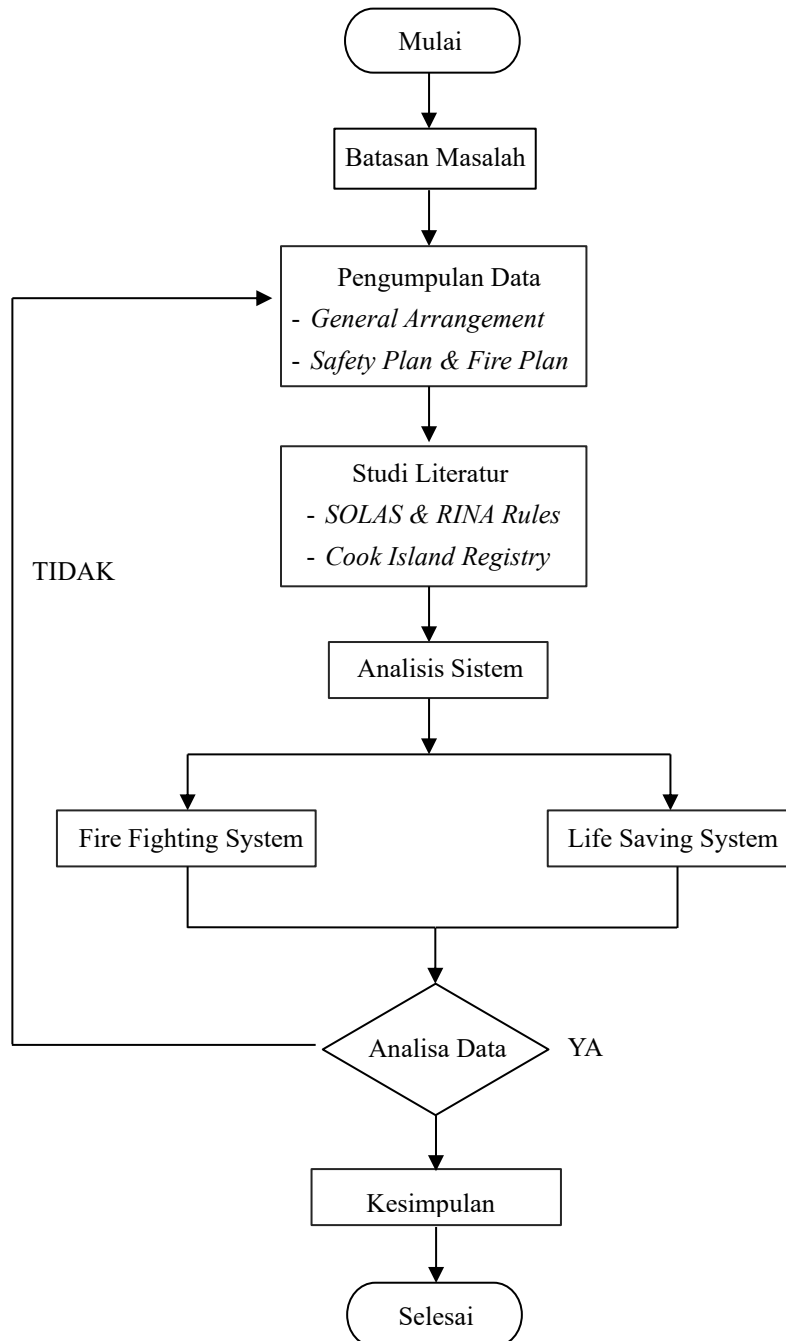 Mulai
Batasan Masalah
Pengumpulan Data
- General Arrangement
- Safety Plan & Fire Plan
Studi Literatur
- SOLAS & RINA Rules
- Cook Island Registry
TIDAK
Analisis Sistem
Fire Fighting System
Life Saving System
Analisa Data
YA
Kesimpulan
Selesai